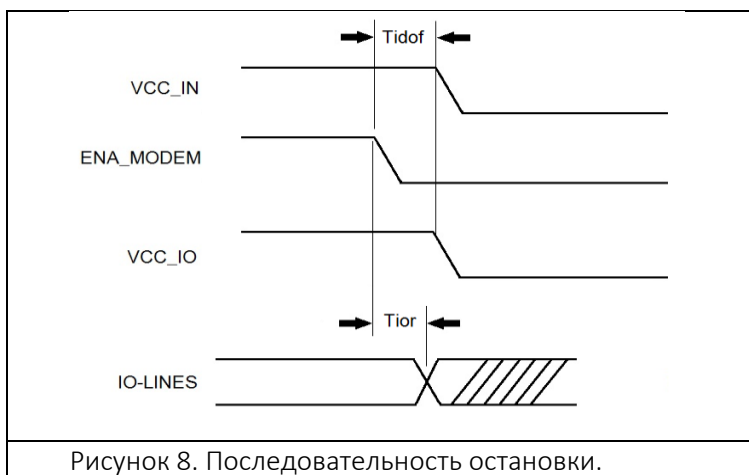 Tidof
VCC_IN
ENA_MODEM
VCC_IO
Tior
IO-LINES
Рисунок 8. Последовательность остановки.